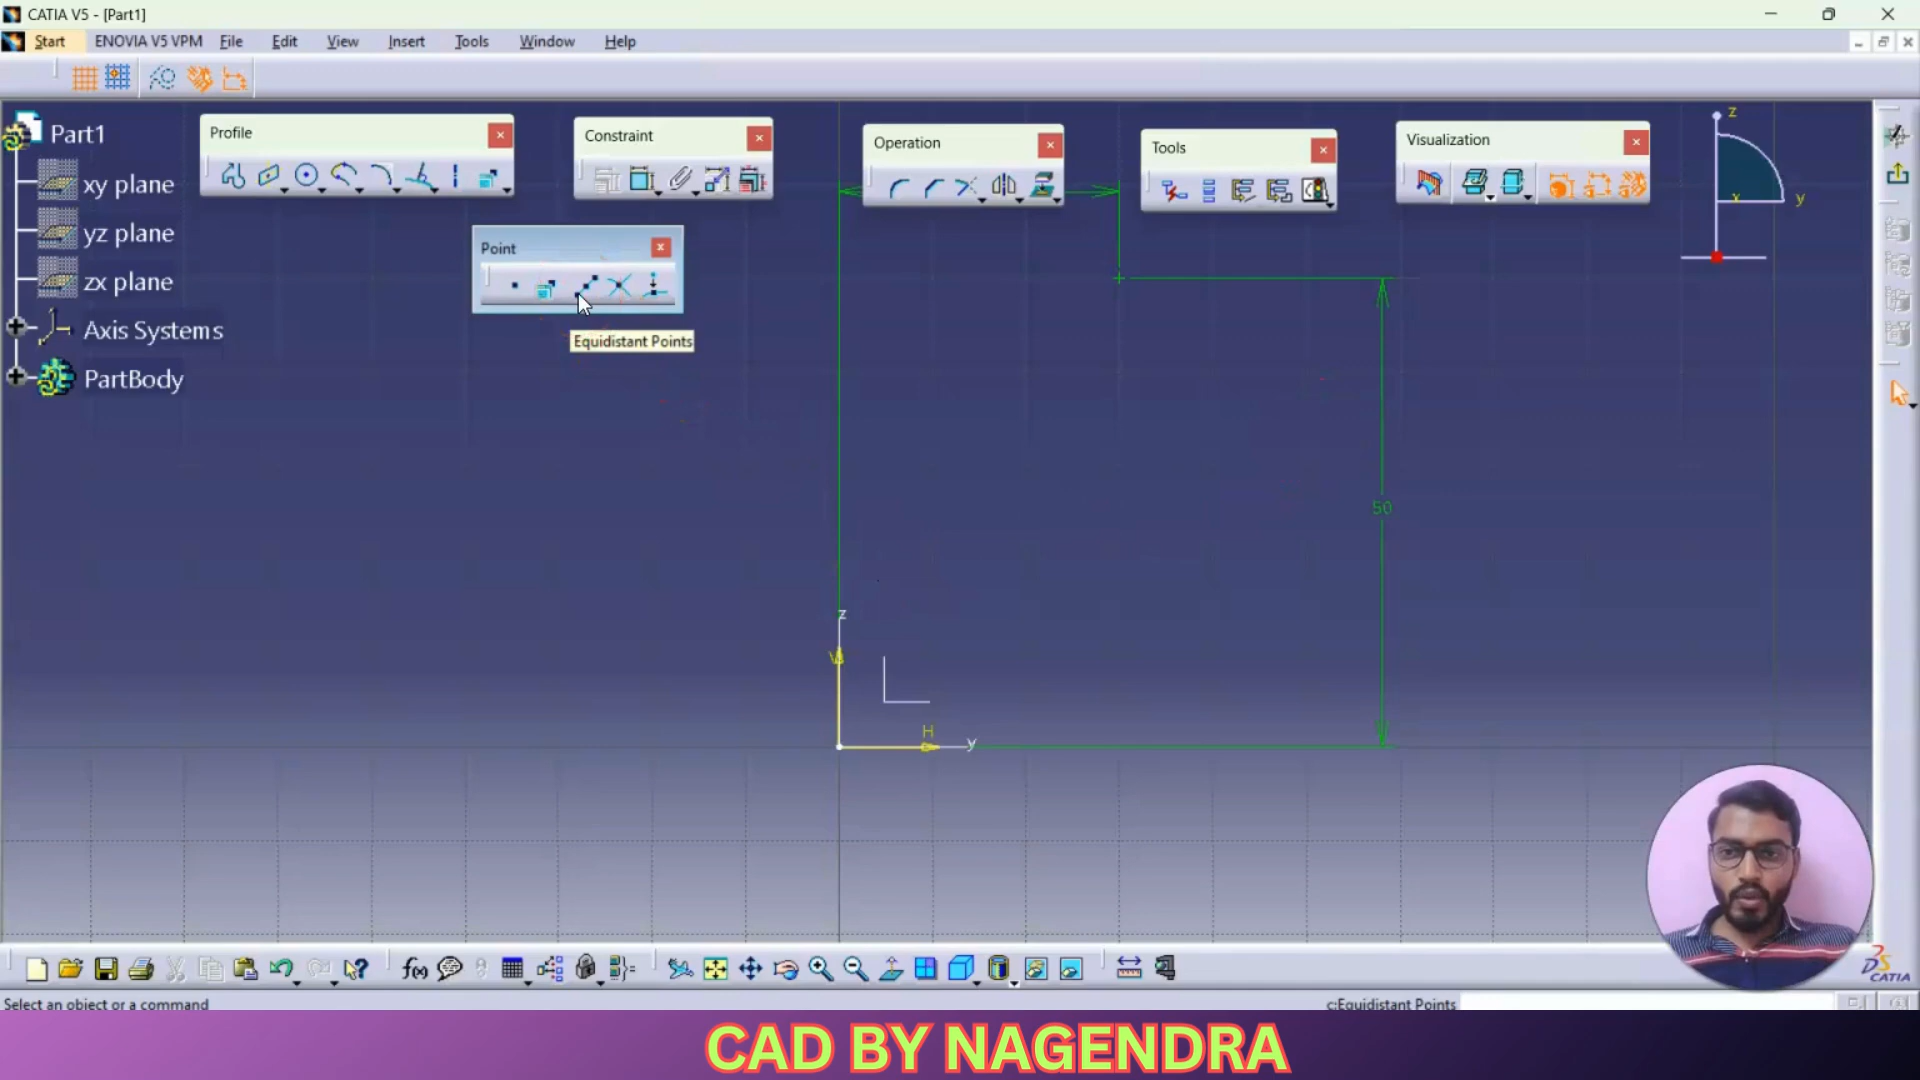 CATIA V5 - [Part1]
Start ENOVIA V5 VPM File Edit View Insert Tools Window Help
Part1
xy plane
yz plane
zx plane
Axis Systems
PartBody
Profile
Constraint
Operation
Tools
Visualization
Point
Equidistant Points
z
x
y
50
z
V
H
y
f(x)
DS
CATIA
Select an object or a command
c:Equidistant Points
CAD BY NAGENDRA